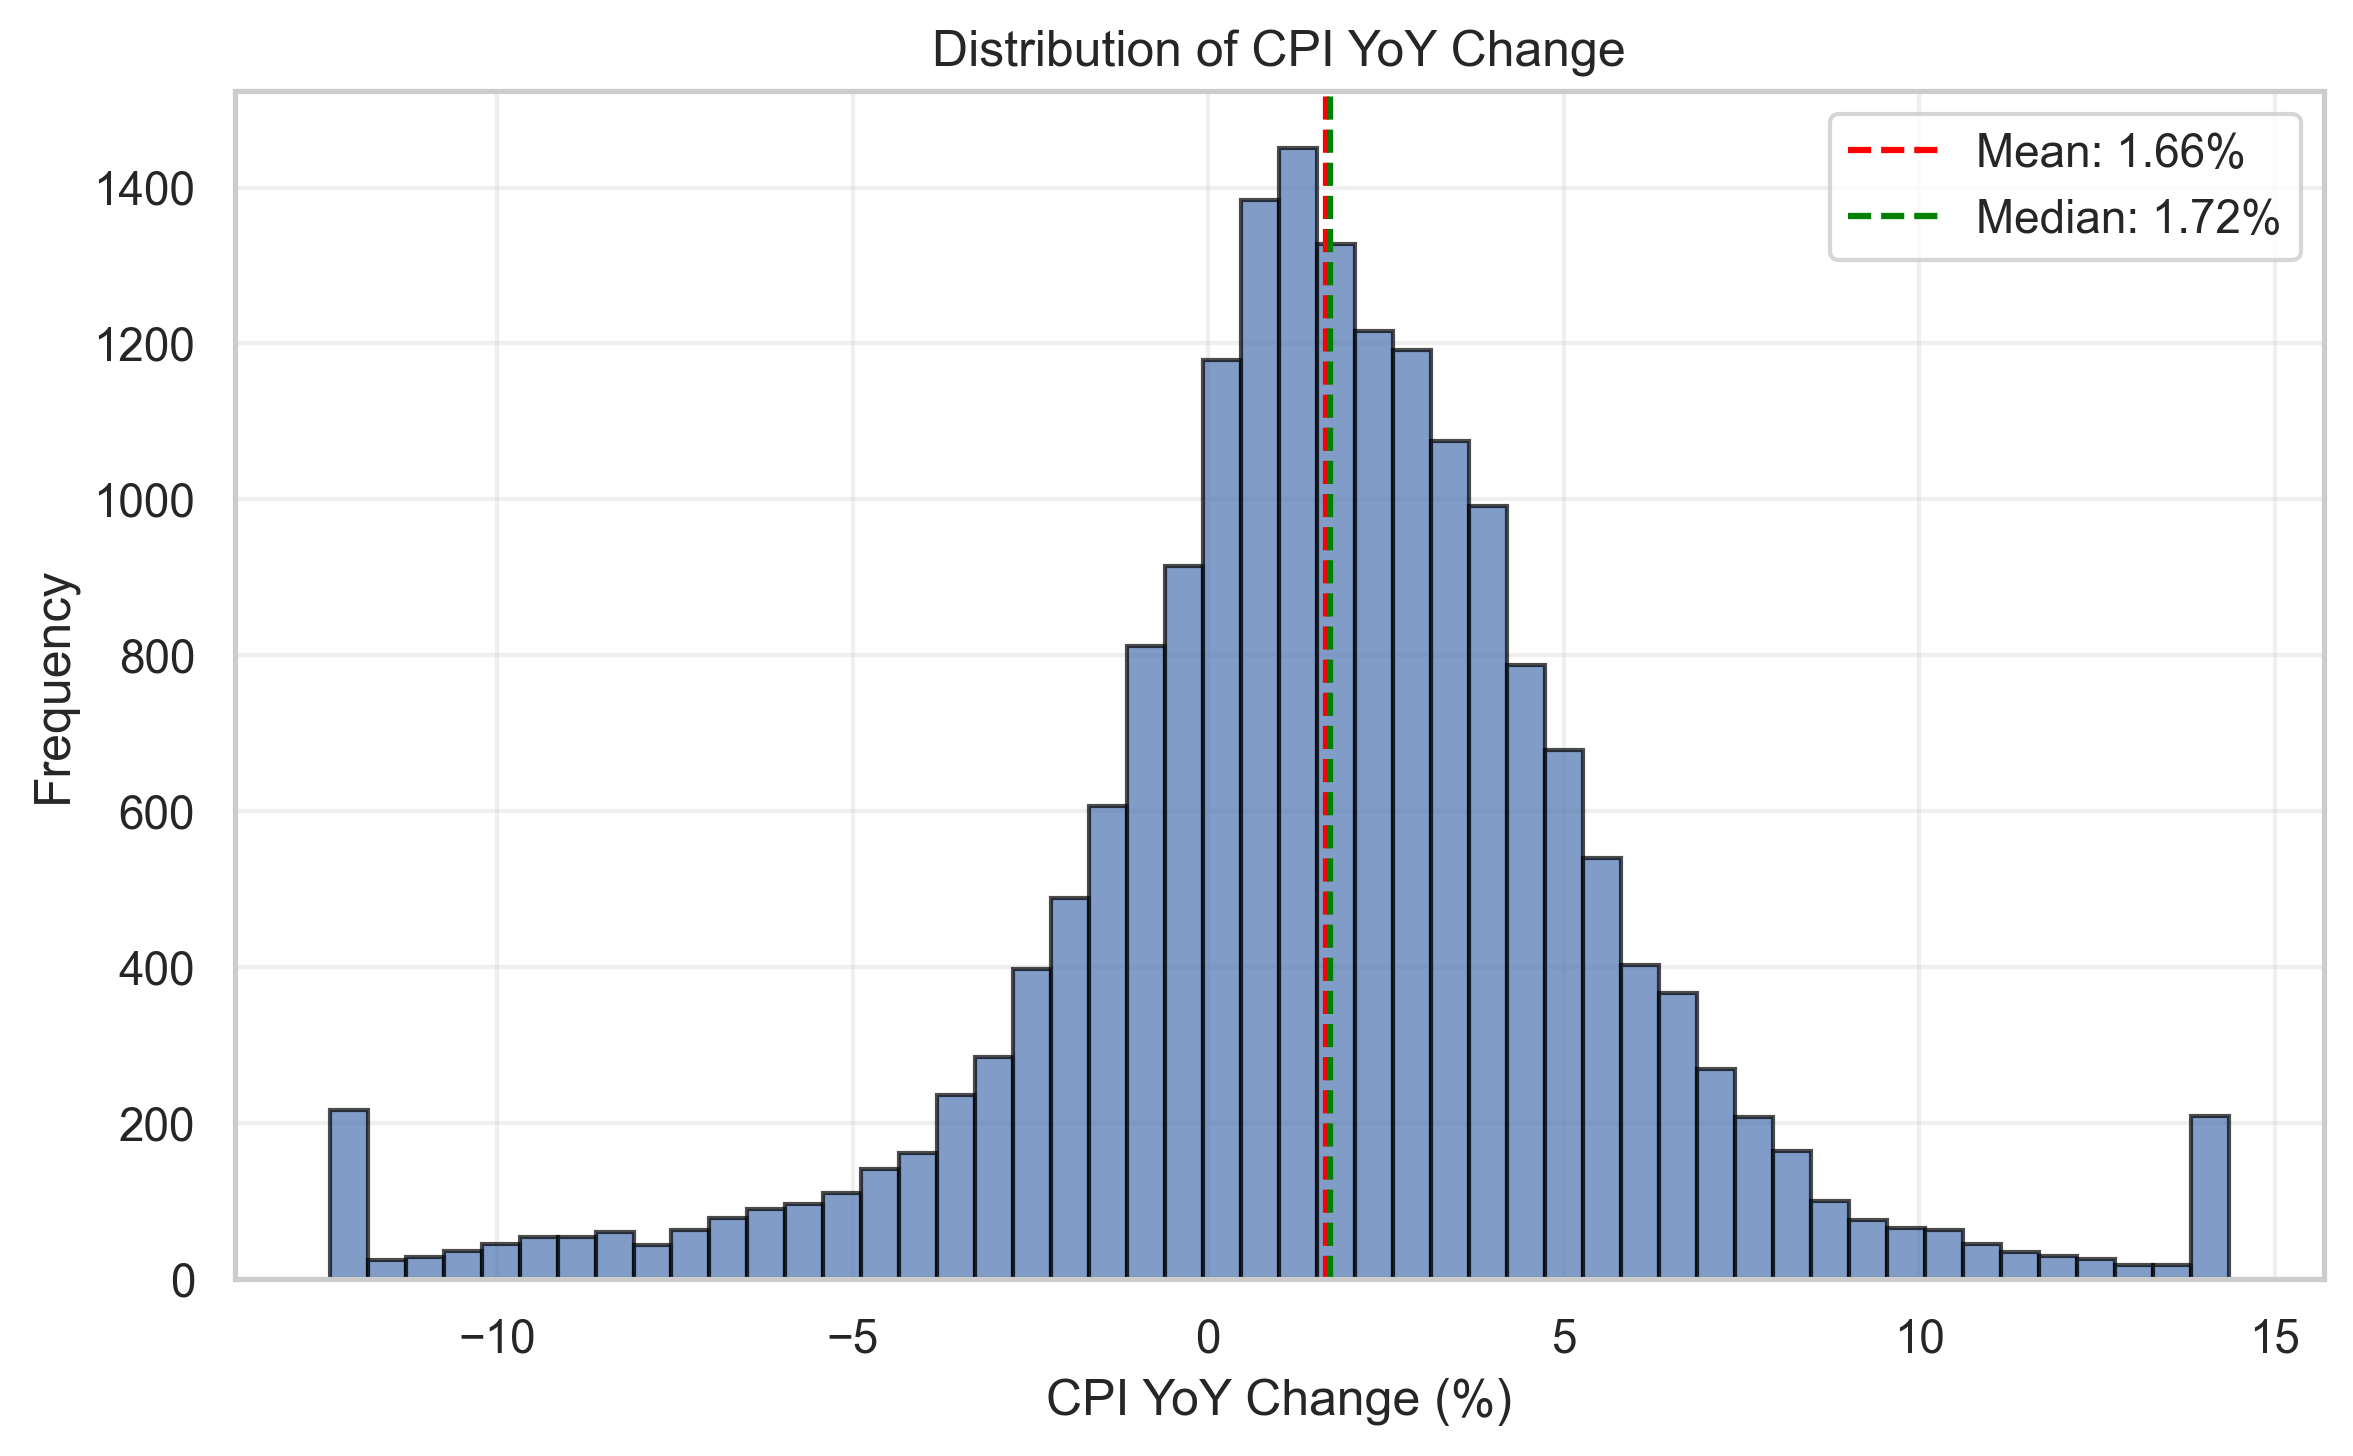 Distribution of CPI YoY Change
Mean: 1.66%
Median: 1.72%
1400
1200
1000
800
600
400
200
0
Frequency
−10
−5
0
5
10
15
CPI YoY Change (%)